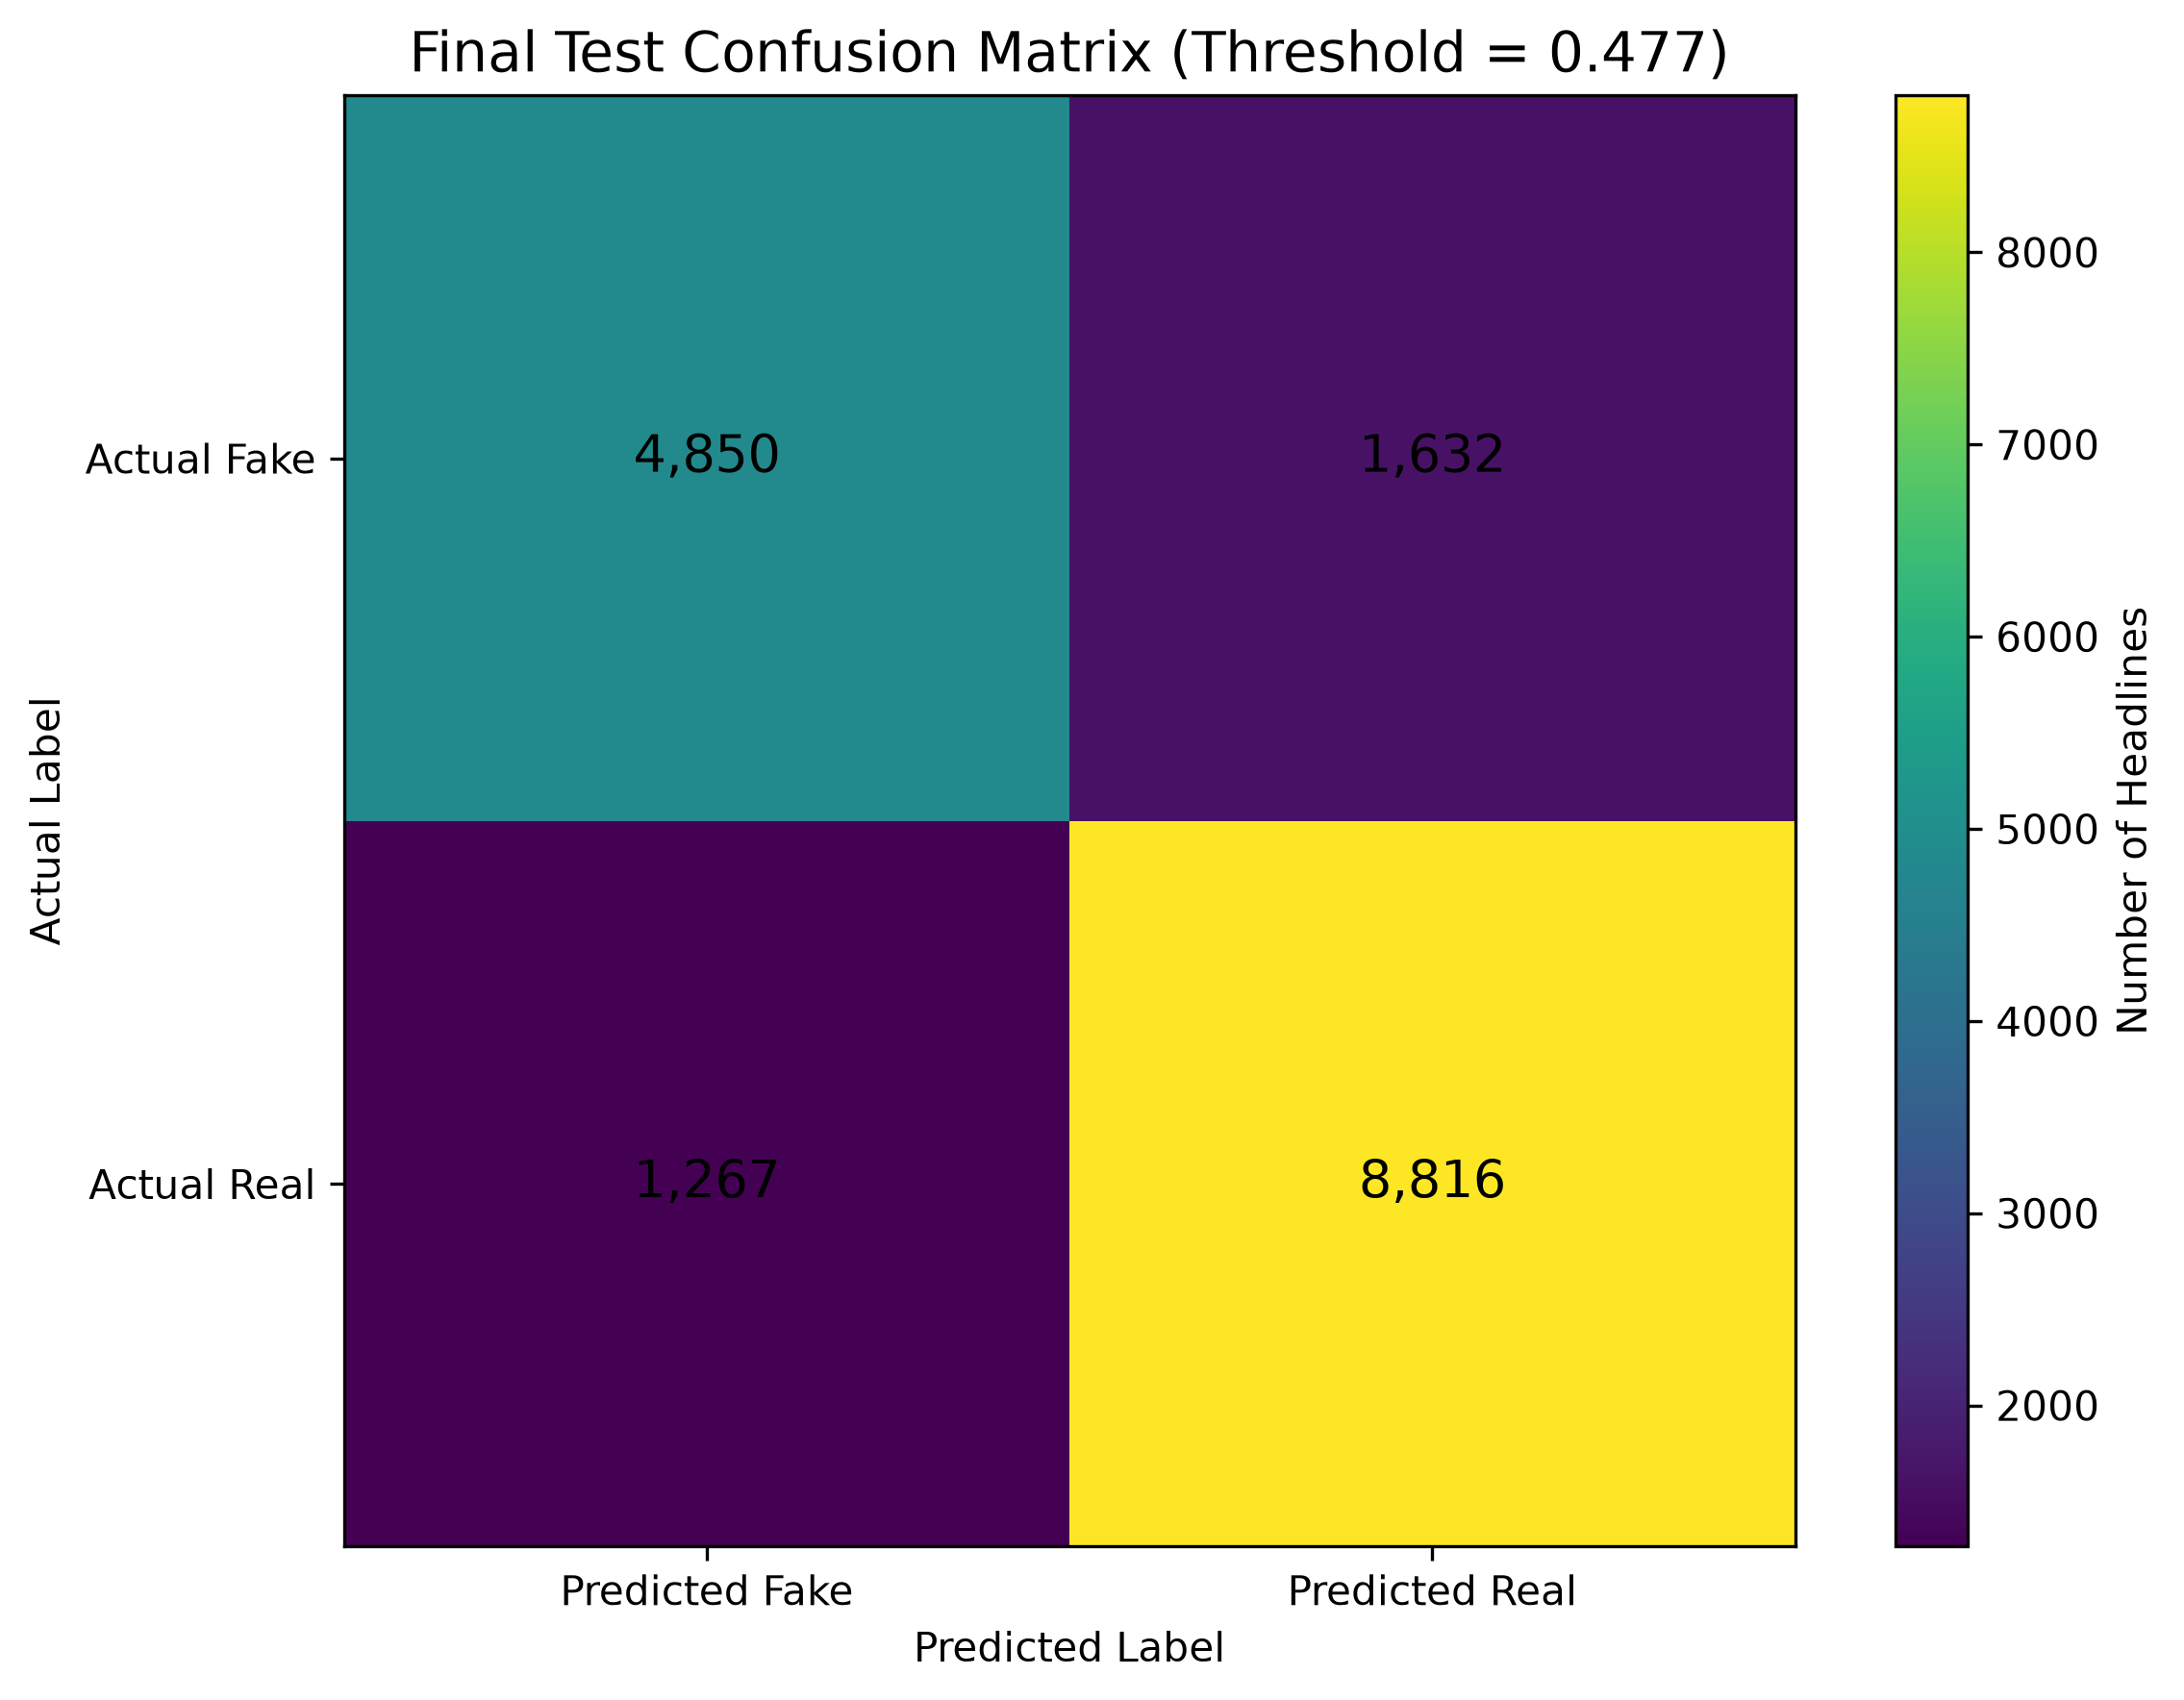 Final Test Confusion Matrix (Threshold = 0.477)
Actual Label
Actual Fake
4,850
1,632
Actual Real
1,267
8,816
Predicted Fake
Predicted Real
Predicted Label
8000
7000
6000
5000
4000
3000
2000
Number of Headlines